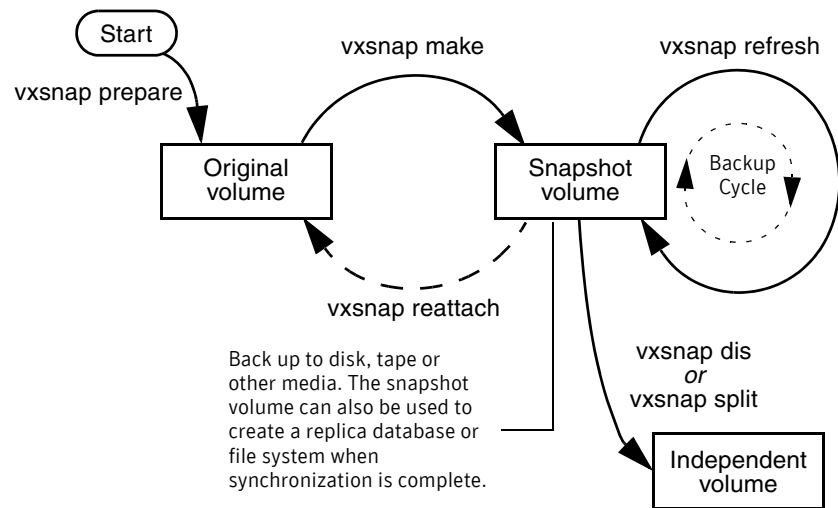 Start
vxsnap prepare
vxsnap make
vxsnap refresh
Original
volume
Snapshot
volume
Backup
Cycle
vxsnap reattach
Back up to disk, tape or
other media. The snapshot
volume can also be used to
create a replica database or
file system when
synchronization is complete.
vxsnap dis
or
vxsnap split
Independent
volume